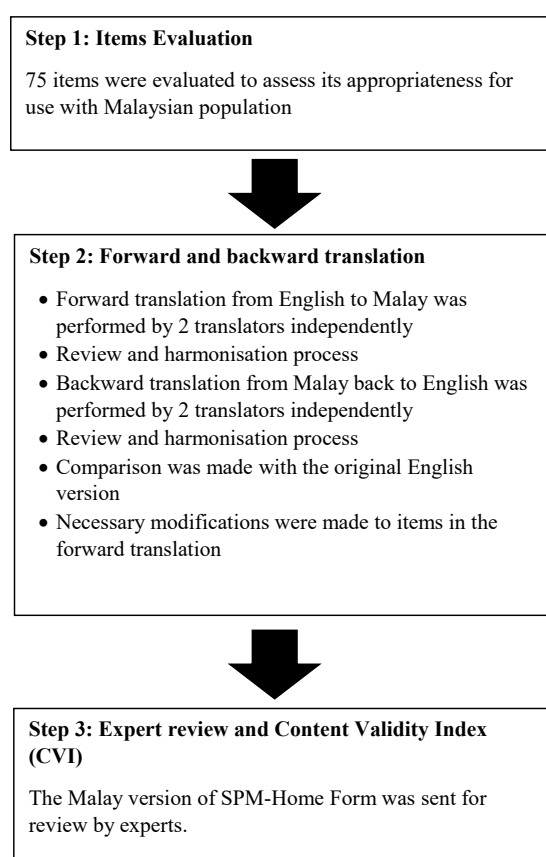 Step 1: Items Evaluation
75 items were evaluated to assess its appropriateness for
use with Malaysian population
Step 2: Forward and backward translation
• Forward translation from English to Malay was
performed by 2 translators independently
• Review and harmonisation process
• Backward translation from Malay back to English was
performed by 2 translators independently
• Review and harmonisation process
• Comparison was made with the original English
version
• Necessary modifications were made to items in the
forward translation
Step 3: Expert review and Content Validity Index
(CVI)
The Malay version of SPM-Home Form was sent for
review by experts.